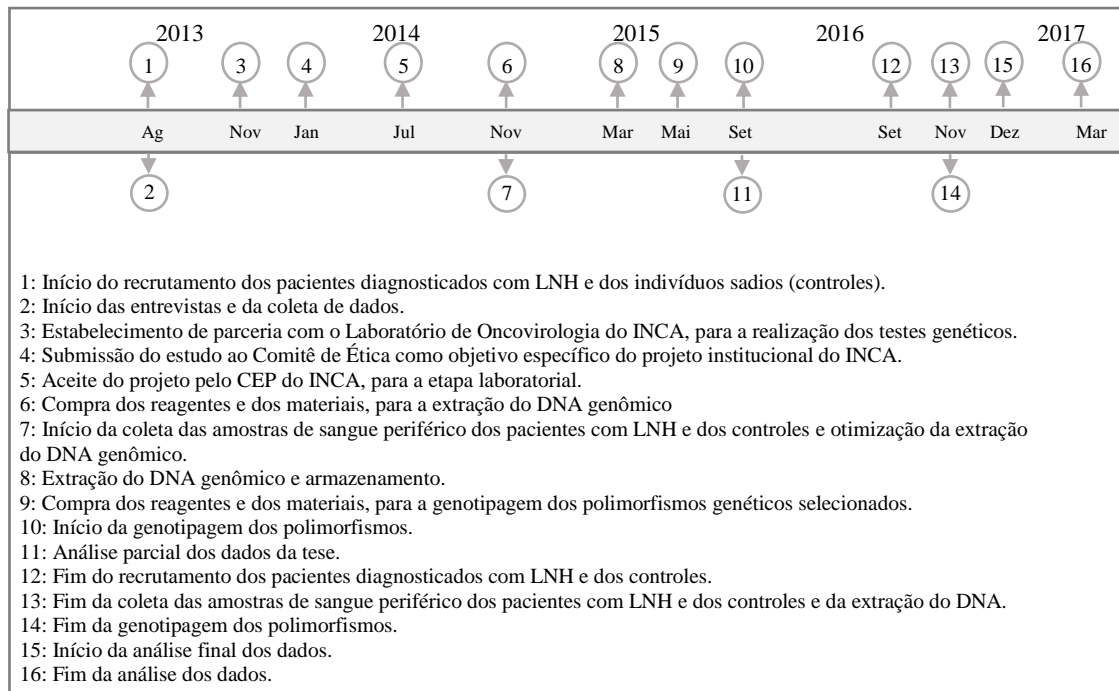 2013 2014 2015 2016 2017
1 3 4 5 6 8 9 10 12 13 15 16
Ag Nov Jan Jul Nov Mar Mai Set Set Nov Dez Mar
2 7 11 14
1: Início do recrutamento dos pacientes diagnosticados com LNH e dos indivíduos sadios (controles).
2: Início das entrevistas e da coleta de dados.
3: Estabelecimento de parceria com o Laboratório de Oncovirologia do INCA, para a realização dos testes genéticos.
4: Submissão do estudo ao Comitê de Ética como objetivo específico do projeto institucional do INCA.
5: Aceite do projeto pelo CEP do INCA, para a etapa laboratorial.
6: Compra dos reagentes e dos materiais, para a extração do DNA genômico
7: Início da coleta das amostras de sangue periférico dos pacientes com LNH e dos controles e otimização da extração
do DNA genômico.
8: Extração do DNA genômico e armazenamento.
9: Compra dos reagentes e dos materiais, para a genotipagem dos polimorfismos genéticos selecionados.
10: Início da genotipagem dos polimorfismos.
11: Análise parcial dos dados da tese.
12: Fim do recrutamento dos pacientes diagnosticados com LNH e dos controles.
13: Fim da coleta das amostras de sangue periférico dos pacientes com LNH e dos controles e da extração do DNA.
14: Fim da genotipagem dos polimorfismos.
15: Início da análise final dos dados.
16: Fim da análise dos dados.